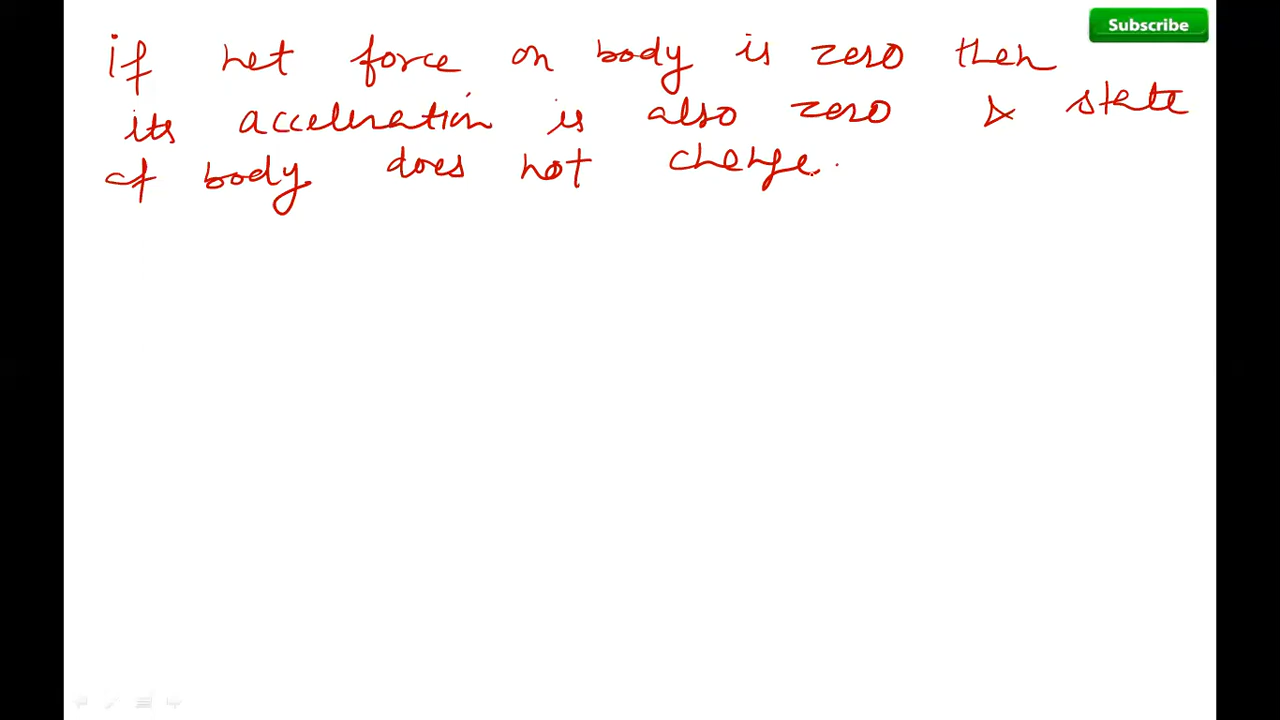 Subscribe
if net force on body is zero then
its acceleration is also zero & state
of body does not change.